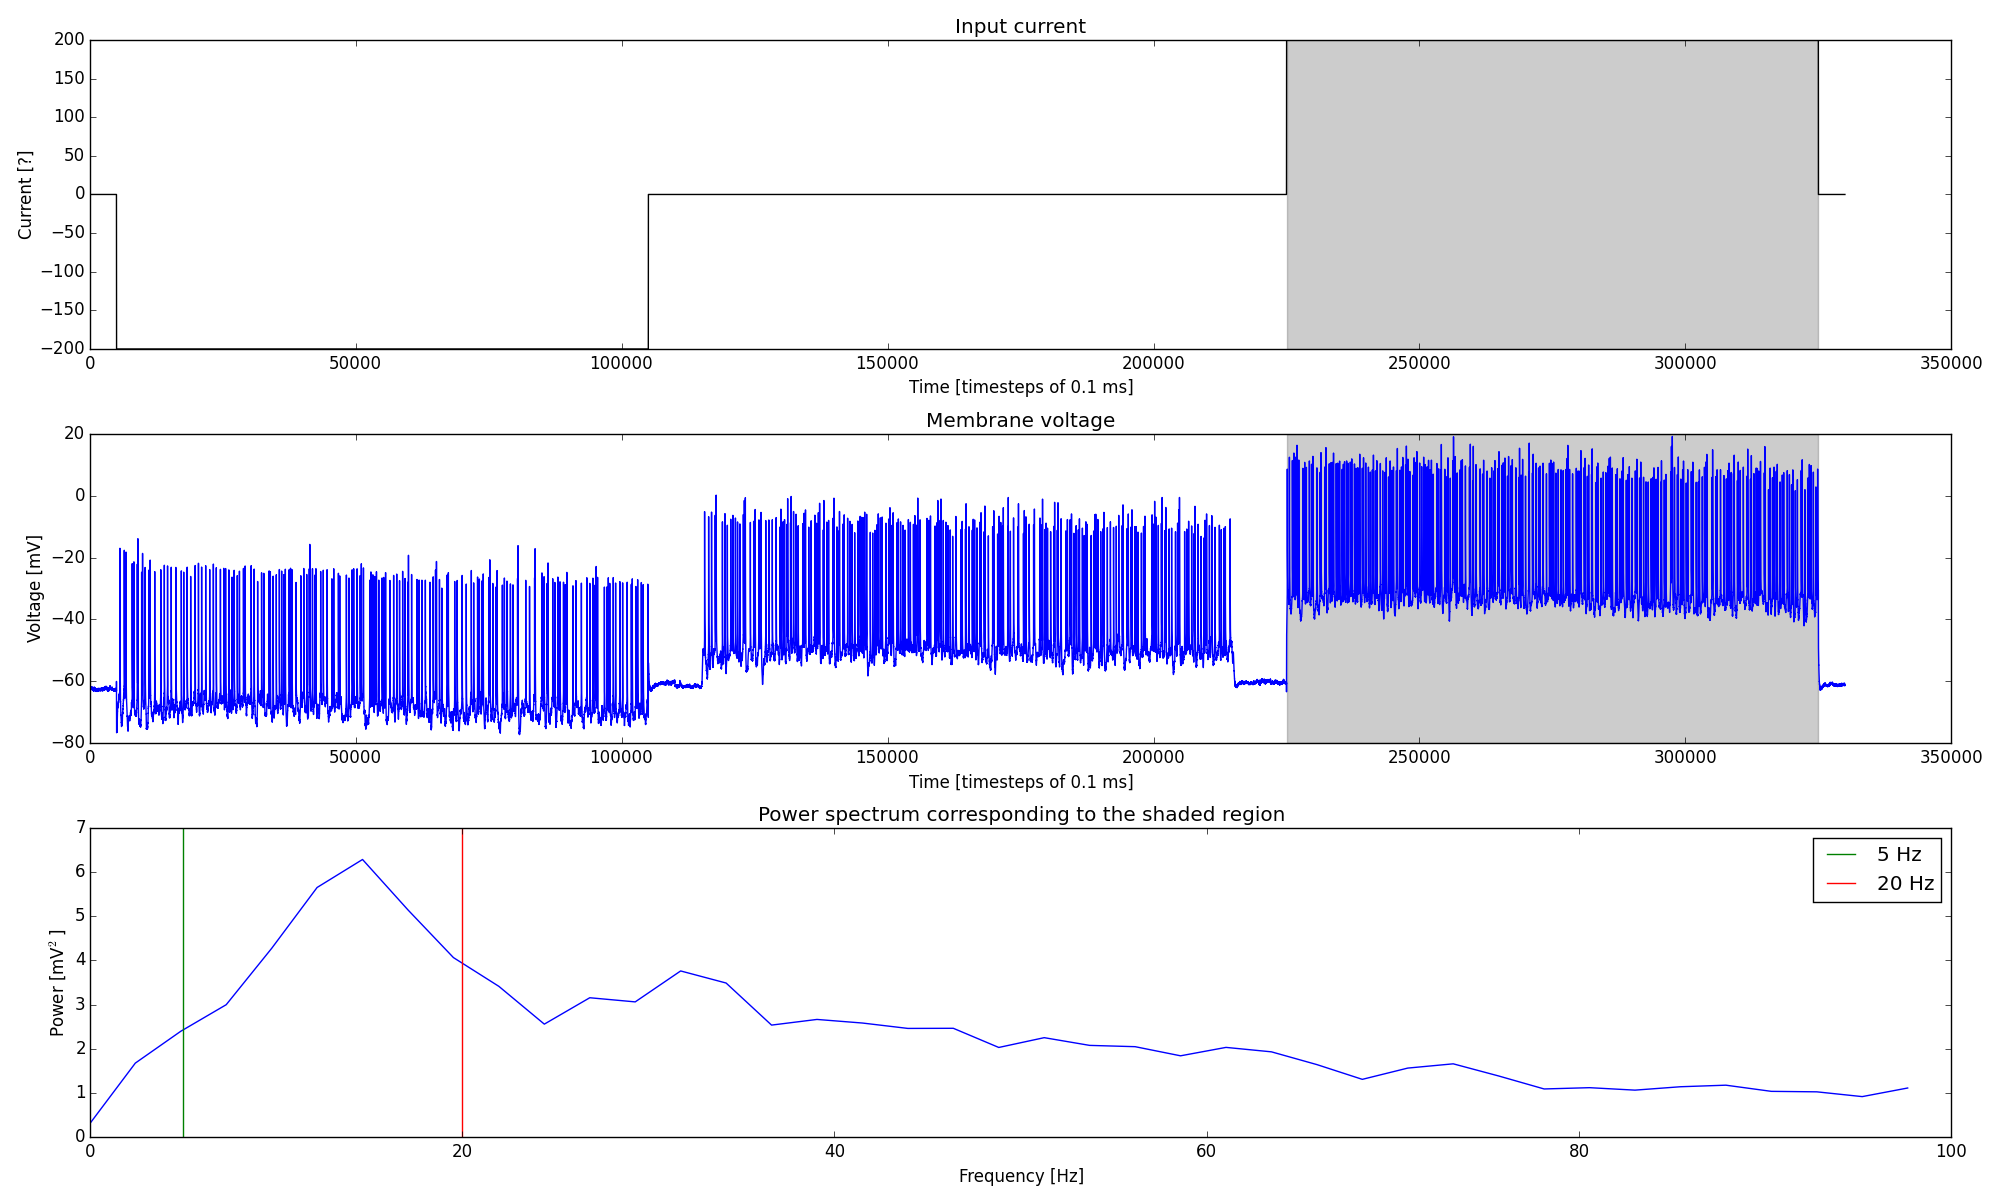 Input current
200
150
100
50
0
−50
−100
−150
−200
Current [?]
0 50000 100000 150000 200000 250000 300000 350000
Time [timesteps of 0.1 ms]
Membrane voltage
20
0
−20
−40
−60
−80
Voltage [mV]
0 50000 100000 150000 200000 250000 300000 350000
Time [timesteps of 0.1 ms]
Power spectrum corresponding to the shaded region
7
6
5
4
3
2
1
0
Power [mV²]
5 Hz
20 Hz
0 20 40 60 80 100
Frequency [Hz]